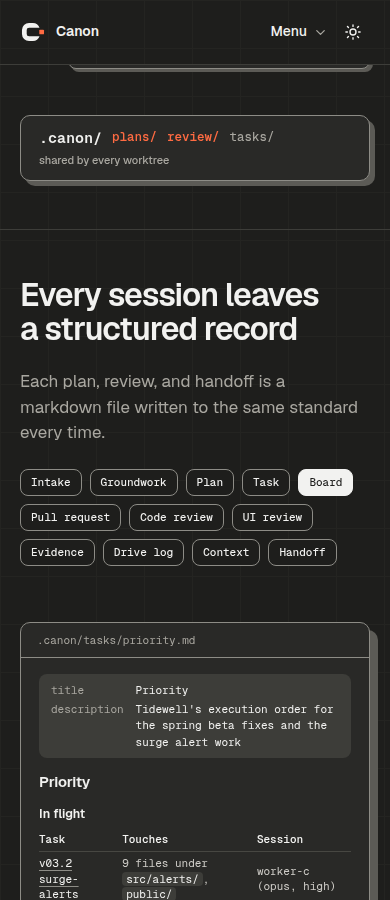 Canon Menu
.canon/ plans/ review/ tasks/
shared by every worktree
Every session leaves
a structured record
Each plan, review, and handoff is a
markdown file written to the same standard
every time.
Intake Groundwork Plan Task Board
Pull request Code review UI review
Evidence Drive log Context Handoff
.canon/tasks/priority.md
title Priority
description Tidewell's execution order for
the spring beta fixes and the
surge alert work
Priority
In flight
Task Touches Session
v03.2 9 files under worker-c
surge- src/alerts/, (opus, high)
alerts public/